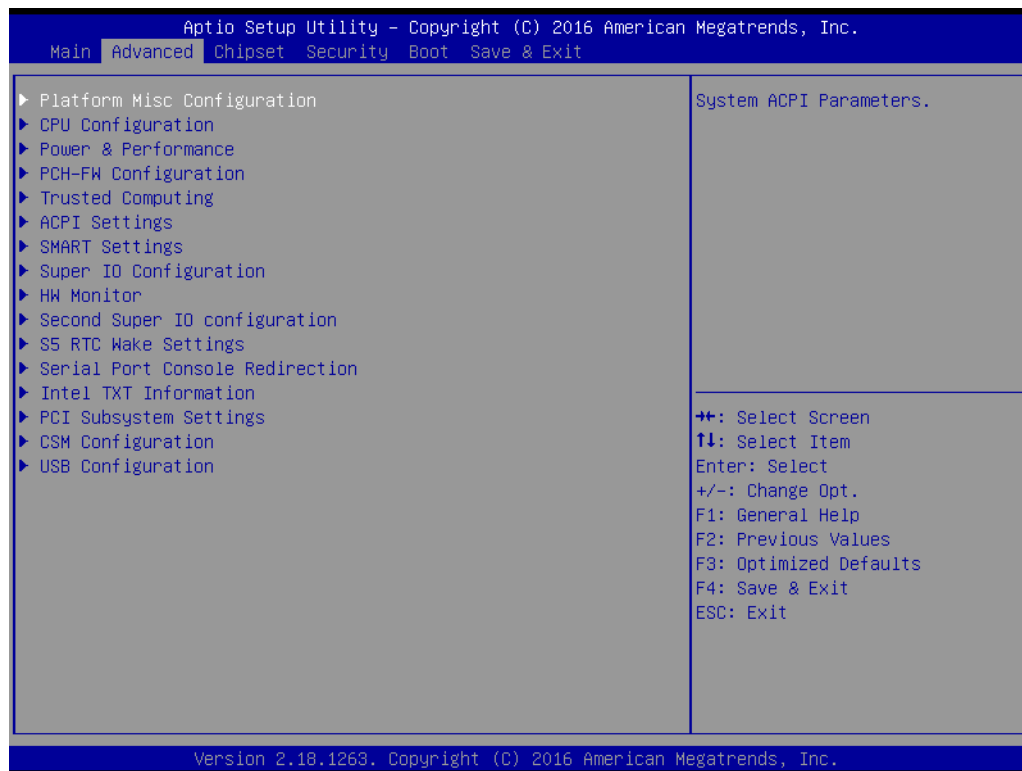 Aptio Setup Utility – Copyright (C) 2016 American Megatrends, Inc.
Main Advanced Chipset Security Boot Save & Exit
▶ Platform Misc Configuration
▶ CPU Configuration
▶ Power & Performance
▶ PCH-FW Configuration
▶ Trusted Computing
▶ ACPI Settings
▶ SMART Settings
▶ Super IO Configuration
▶ HW Monitor
▶ Second Super IO configuration
▶ S5 RTC Wake Settings
▶ Serial Port Console Redirection
▶ Intel TXT Information
▶ PCI Subsystem Settings
▶ CSM Configuration
▶ USB Configuration
System ACPI Parameters.
→←: Select Screen
↑↓: Select Item
Enter: Select
+/-: Change Opt.
F1: General Help
F2: Previous Values
F3: Optimized Defaults
F4: Save & Exit
ESC: Exit
Version 2.18.1263. Copyright (C) 2016 American Megatrends, Inc.